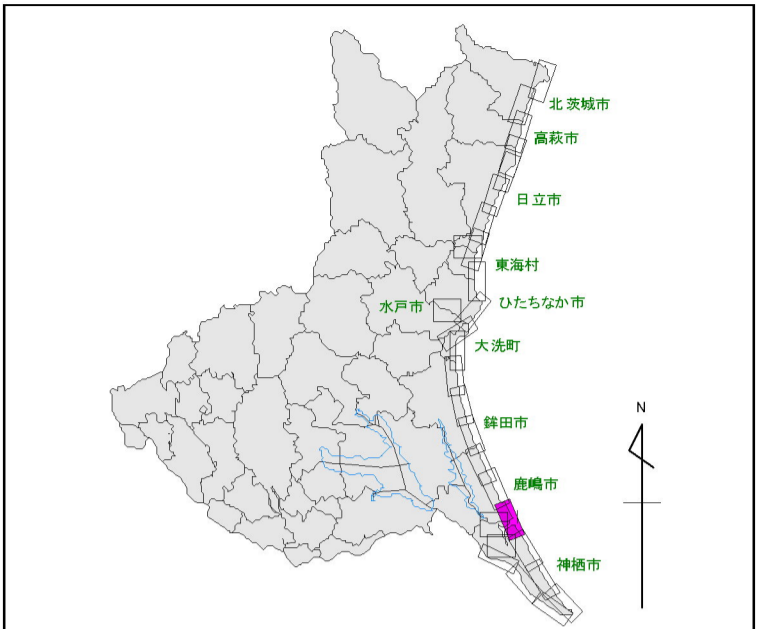 北茨城市
高萩市
日立市
東海村
ひたちなか市
水戸市
大洗町
N
鉾田市
鹿嶋市
神栖市